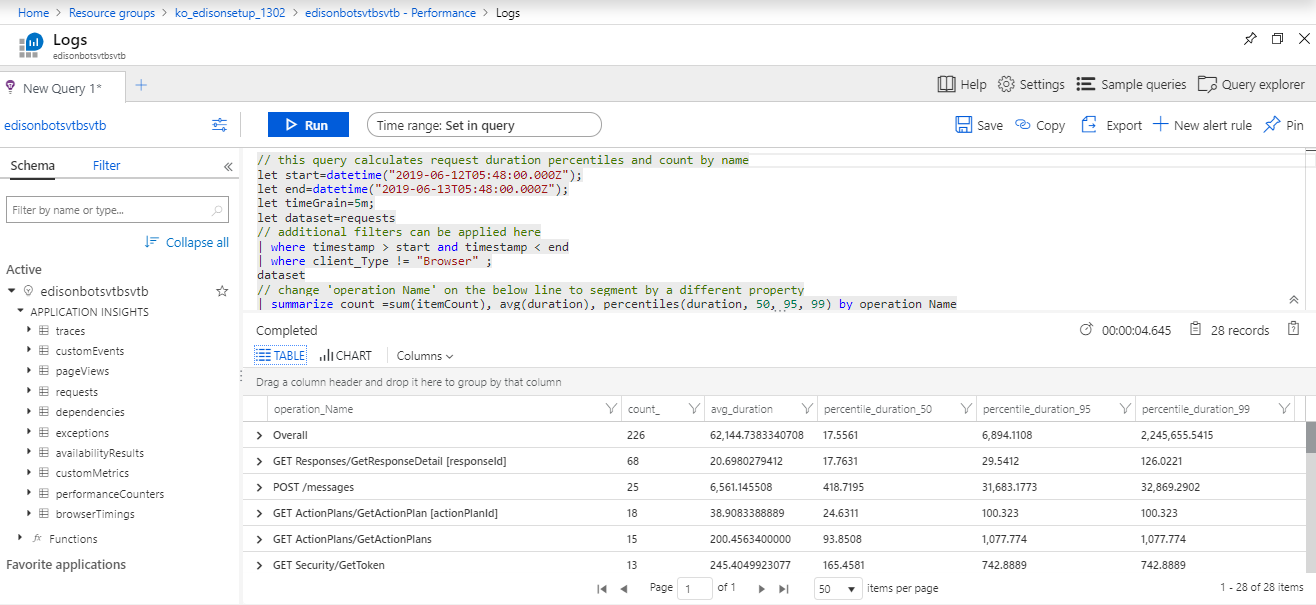 Home > Resource groups > ko_edisonsetup_1302 > edisonbotsvtbsvtb - Performance > Logs
Logs
edisonbotsvtbsvtb
New Query 1*
Help Settings Sample queries Query explorer
edisonbotsvtbsvtb
Run Time range: Set in query
Save Copy Export New alert rule Pin
Schema Filter
Filter by name or type...
Collapse all
Active
edisonbotsvtbsvtb
APPLICATION INSIGHTS
traces
customEvents
pageViews
requests
dependencies
exceptions
availabilityResults
customMetrics
performanceCounters
browserTimings
fx Functions
Favorite applications
// this query calculates request duration percentiles and count by name
let start=datetime("2019-06-12T05:48:00.000Z");
let end=datetime("2019-06-13T05:48:00.000Z");
let timeGrain=5m;
let dataset=requests
// additional filters can be applied here
| where timestamp > start and timestamp < end
| where client_Type != "Browser" ;
dataset
// change 'operation_Name' on the below line to segment by a different property
| summarize count_=sum(itemCount), avg(duration), percentiles(duration, 50, 95, 99) by operation_Name
Completed 00:00:04.645 28 records
TABLE CHART Columns
Drag a column header and drop it here to group by that column
operation_Name count_ avg_duration percentile_duration_50 percentile_duration_95 percentile_duration_99
Overall 226 62,144.7383340708 17.5561 6,894.1108 2,245,655.5415
GET Responses/GetResponseDetail [responseId] 68 20.6980279412 17.7631 29.5412 126.0221
POST /messages 25 6,561.145508 418.7195 31,683.1773 32,869.2902
GET ActionPlans/GetActionPlan [actionPlanId] 18 38.9083388889 24.6311 100.323 100.323
GET ActionPlans/GetActionPlans 15 200.4563400000 93.8508 1,077.774 1,077.774
GET Security/GetToken 13 245.4049923077 165.4581 742.8889 742.8889
Page 1 of 1 50 items per page 1 - 28 of 28 items